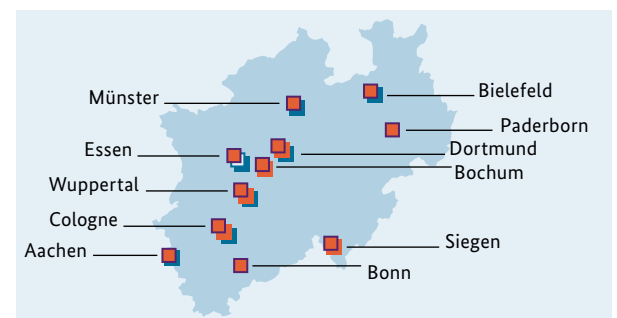 Münster
Bielefeld
Paderborn
Essen
Dortmund
Bochum
Wuppertal
Cologne
Siegen
Aachen
Bonn